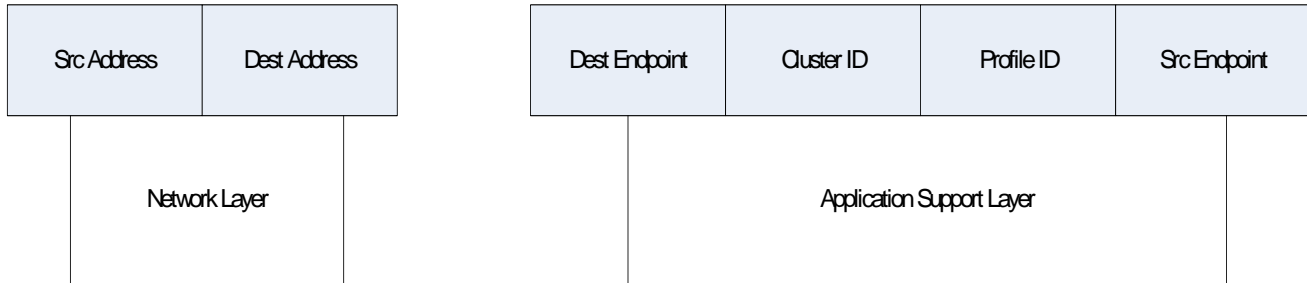 Src Address
Dest Address
Dest Endpoint
Cluster ID
Profile ID
Src Endpoint
Network Layer
Application Support Layer